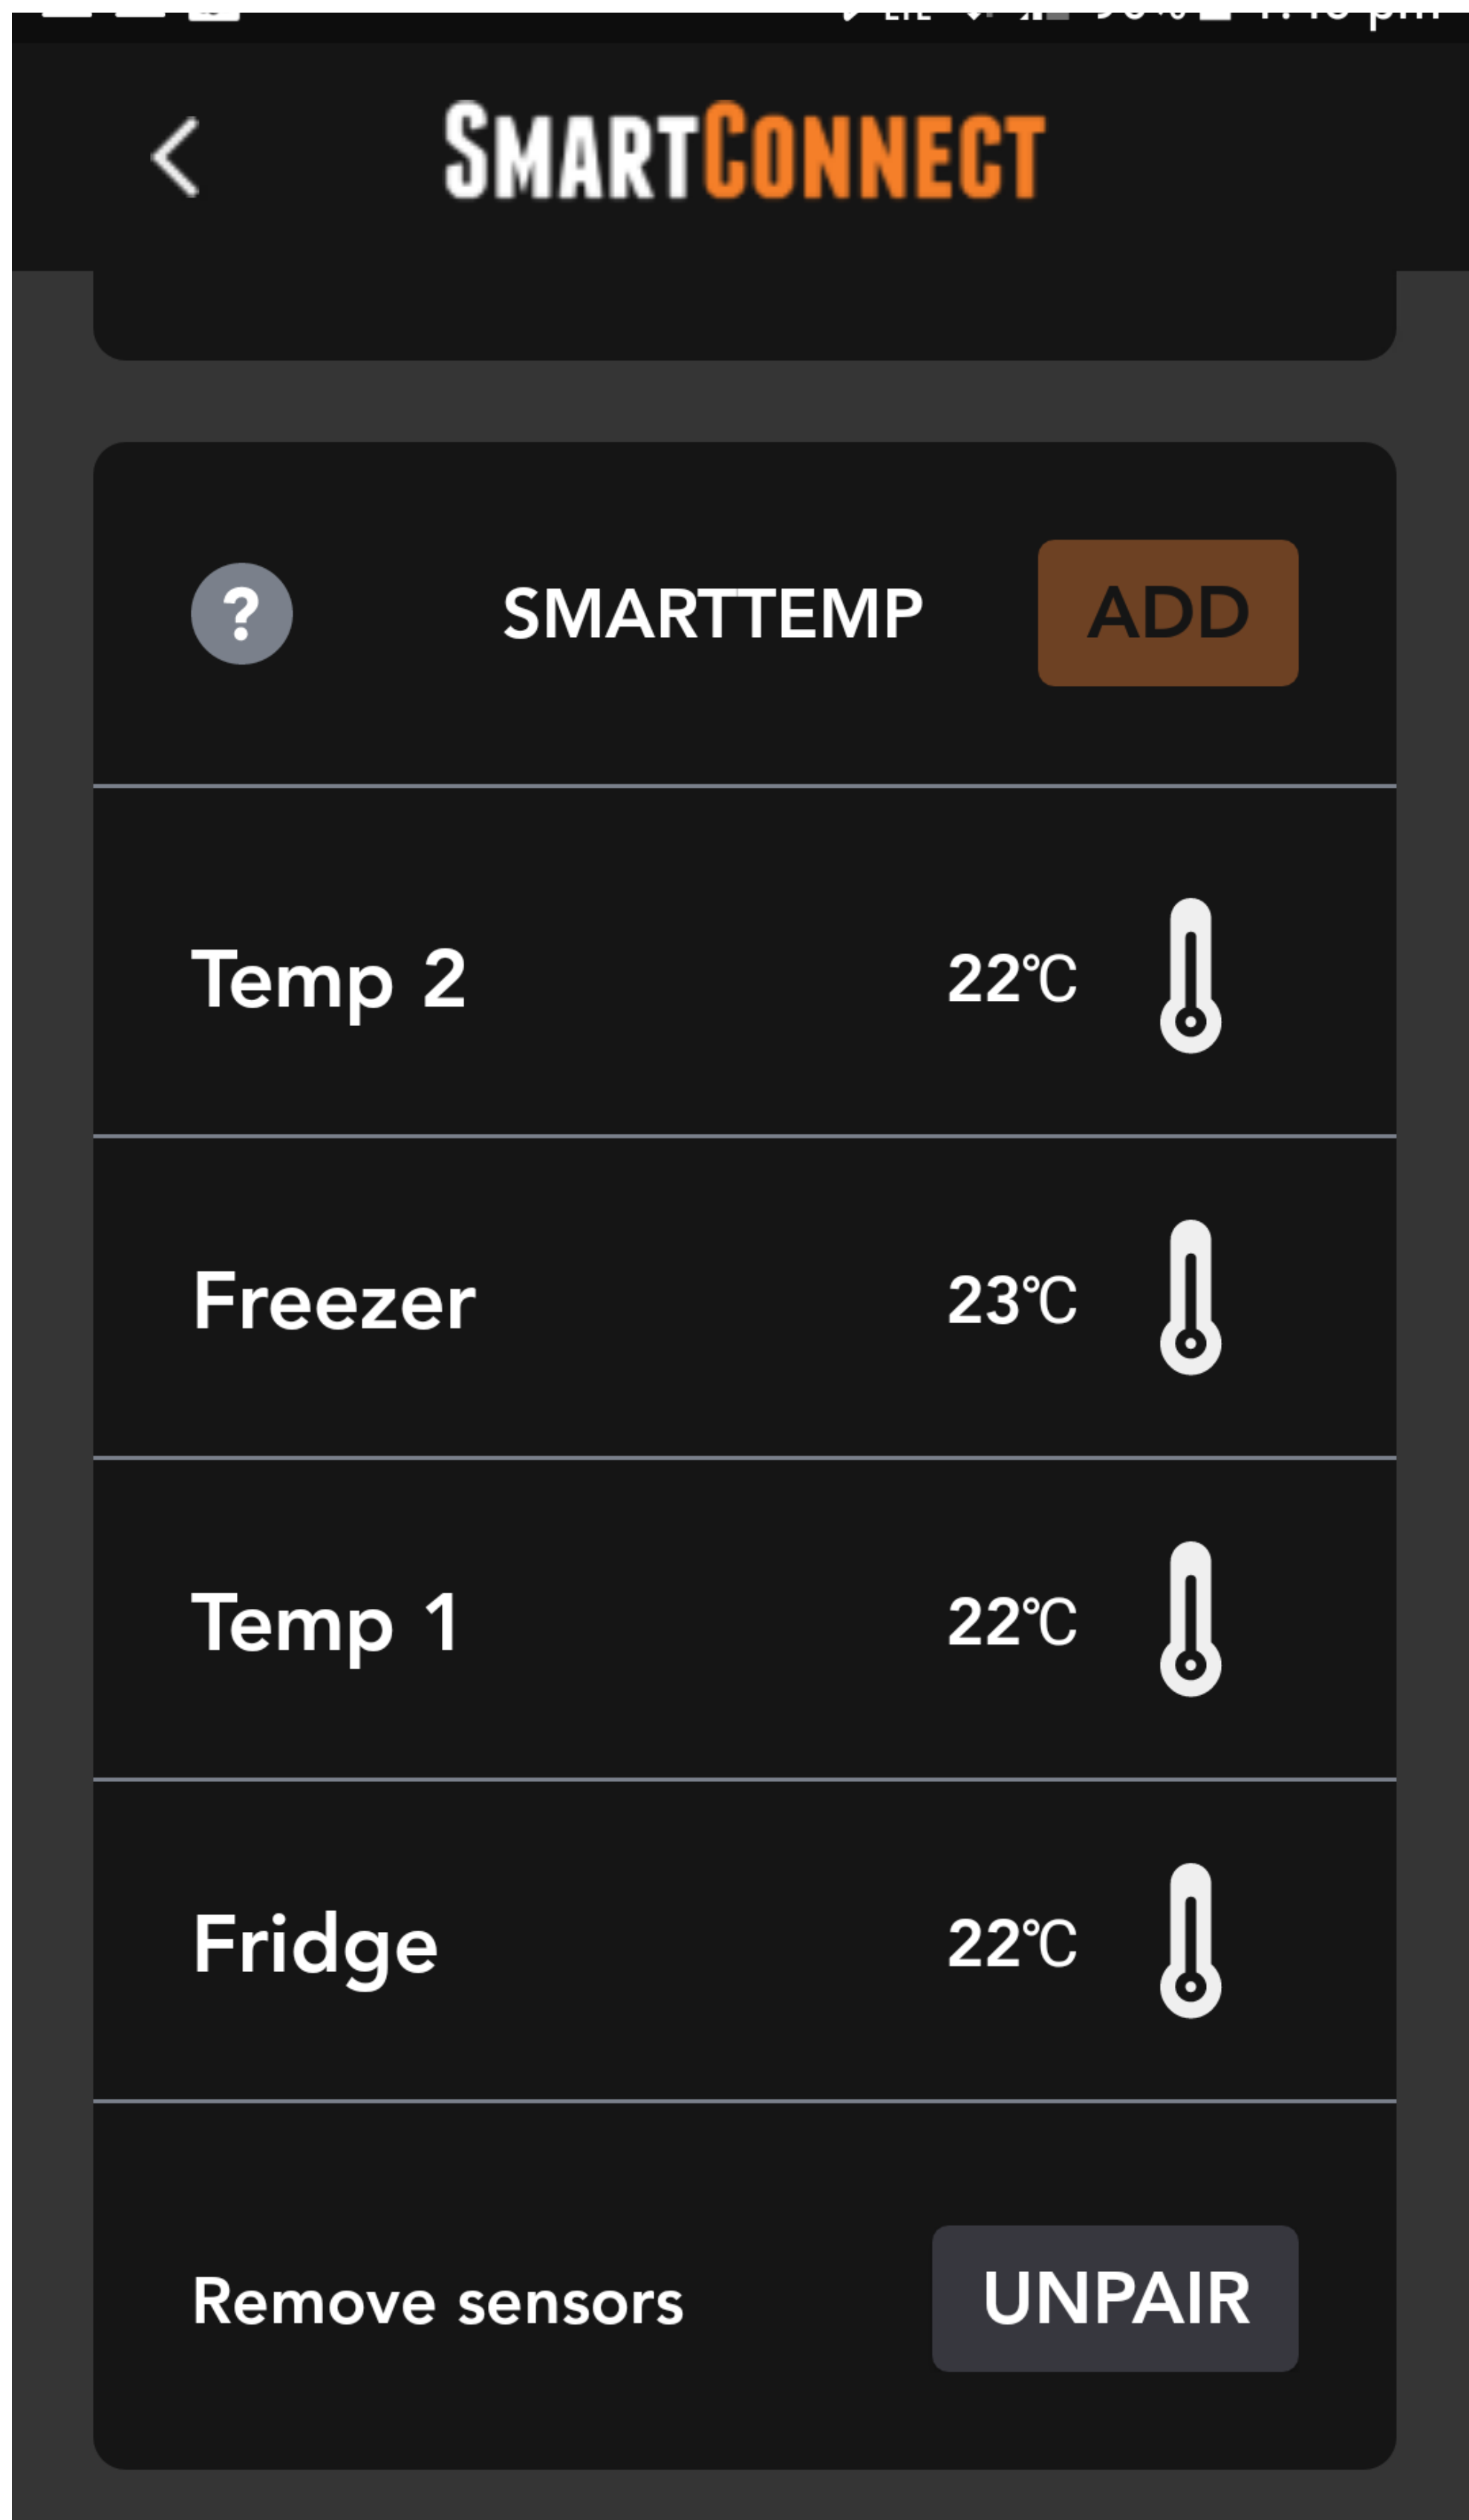 SMARTCONNECT
? SMARTTEMP ADD
Temp 2 22°C
Freezer 23°C
Temp 1 22°C
Fridge 22°C
Remove sensors UNPAIR